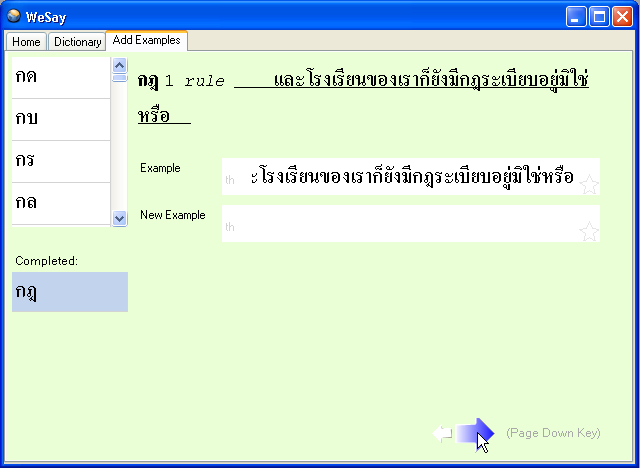 WeSay
Home Dictionary Add Examples
กด
กบ
กร
กล
Completed:
กฎ
กฎ 1 rule และโรงเรียนของเราก็ยังมีกฎระเบียบอยู่มิใช่
หรือ
Example th ะโรงเรียนของเราก็ยังมีกฎระเบียบอยู่มิใช่หรือ
New Example th
(Page Down Key)